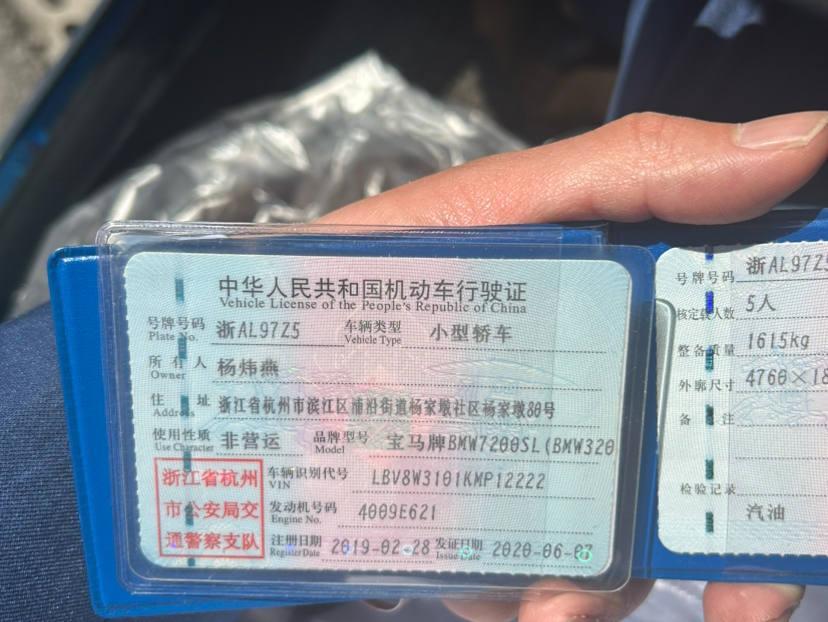 中华人民共和国机动车行驶证
Vehicle License of the People's Republic of China
号牌号码 浙AL97Z5 车辆类型 小型轿车
Plate No. Vehicle Type
所有人 杨炜燕
Owner
住址 浙江省杭州市滨江区浦沿街道杨家墩社区杨家墩80号
Address
使用性质 非营运 品牌型号 宝马牌BMW7200SL(BMW320
Use Character Model
浙江省杭州
市公安局交
通警察支队
车辆识别代号 LBV8W3101KMP12222
VIN
发动机号码 4009E621
Engine No.
注册日期 2019-02-28 发证日期 2020-06-03
Register Date Issue Date
号牌号码 浙AL97Z5
核定载人数 5人
整备质量 1615kg
外廓尺寸 4760×18
备注
检验记录
汽油